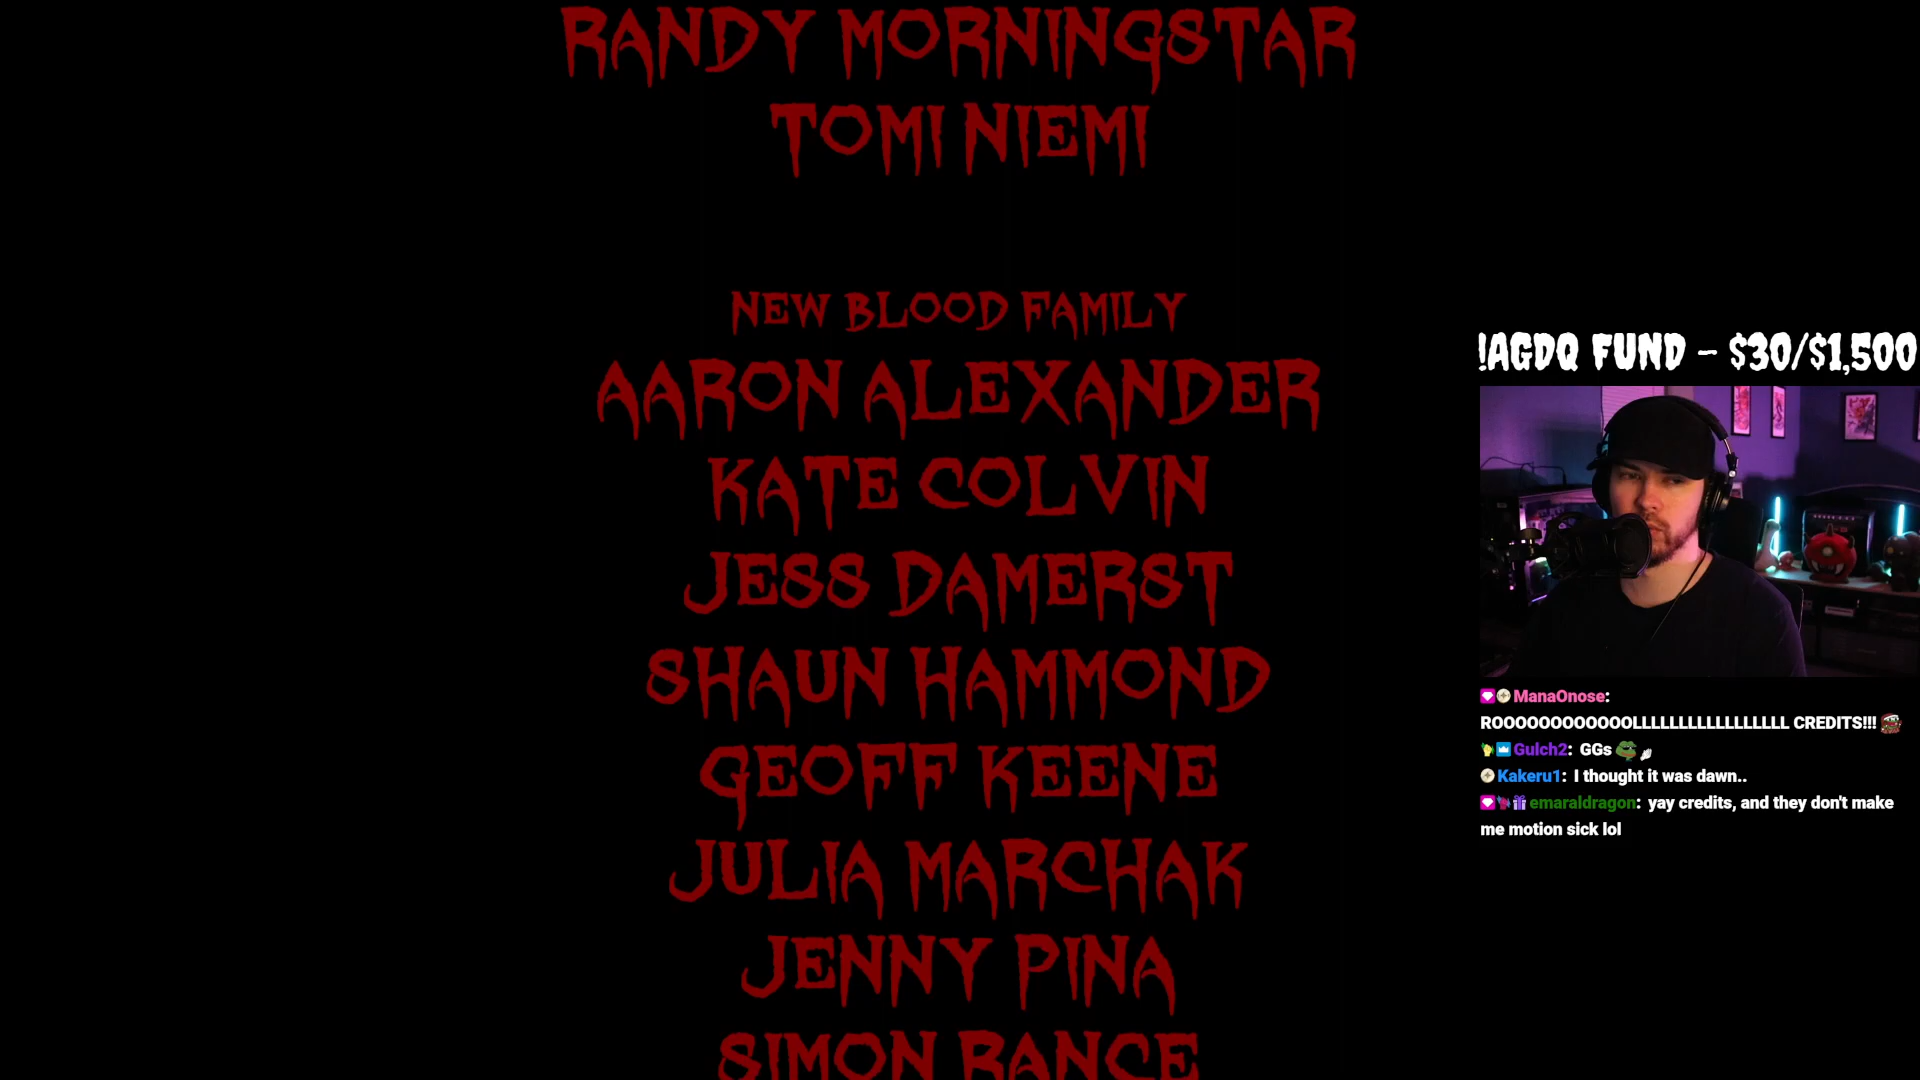 RANDY MORNINGSTAR
TOMI NIEMI
NEW BLOOD FAMILY
AARON ALEXANDER
KATE COLVIN
JESS DAMERST
SHAUN HAMMOND
GEOFF KEENE
JULIA MARCHAK
JENNY PINA
SIMON RANCE
!AGDQ FUND - $30/$1,500
ManaOnose:
ROOOOOOOOOOOOLLLLLLLLLLLLLLLLL CREDITS!!!
Gulch2: GGs
Kakeru1: I thought it was dawn..
emaraldragon: yay credits, and they don't make
me motion sick lol